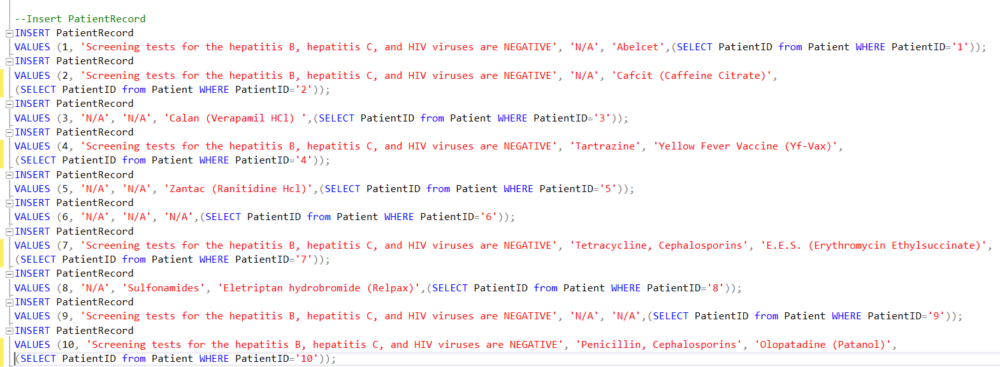 --Insert PatientRecord
INSERT PatientRecord
VALUES (1, 'Screening tests for the hepatitis B, hepatitis C, and HIV viruses are NEGATIVE', 'N/A', 'Abelcet',(SELECT PatientID from Patient WHERE PatientID='1'));
INSERT PatientRecord
VALUES (2, 'Screening tests for the hepatitis B, hepatitis C, and HIV viruses are NEGATIVE', 'N/A', 'Cafcit (Caffeine Citrate)',
(SELECT PatientID from Patient WHERE PatientID='2'));
INSERT PatientRecord
VALUES (3, 'N/A', 'N/A', 'Calan (Verapamil HCl) ',(SELECT PatientID from Patient WHERE PatientID='3'));
INSERT PatientRecord
VALUES (4, 'Screening tests for the hepatitis B, hepatitis C, and HIV viruses are NEGATIVE', 'Tartrazine', 'Yellow Fever Vaccine (Yf-Vax)',
(SELECT PatientID from Patient WHERE PatientID='4'));
INSERT PatientRecord
VALUES (5, 'N/A', 'N/A', 'Zantac (Ranitidine Hcl)',(SELECT PatientID from Patient WHERE PatientID='5'));
INSERT PatientRecord
VALUES (6, 'N/A', 'N/A', 'N/A',(SELECT PatientID from Patient WHERE PatientID='6'));
INSERT PatientRecord
VALUES (7, 'Screening tests for the hepatitis B, hepatitis C, and HIV viruses are NEGATIVE', 'Tetracycline, Cephalosporins', 'E.E.S. (Erythromycin Ethylsuccinate)',
(SELECT PatientID from Patient WHERE PatientID='7'));
INSERT PatientRecord
VALUES (8, 'N/A', 'Sulfonamides', 'Eletriptan hydrobromide (Relpax)',(SELECT PatientID from Patient WHERE PatientID='8'));
INSERT PatientRecord
VALUES (9, 'Screening tests for the hepatitis B, hepatitis C, and HIV viruses are NEGATIVE', 'N/A', 'N/A',(SELECT PatientID from Patient WHERE PatientID='9'));
INSERT PatientRecord
VALUES (10, 'Screening tests for the hepatitis B, hepatitis C, and HIV viruses are NEGATIVE', 'Penicillin, Cephalosporins', 'Olopatadine (Patanol)',
(SELECT PatientID from Patient WHERE PatientID='10'));